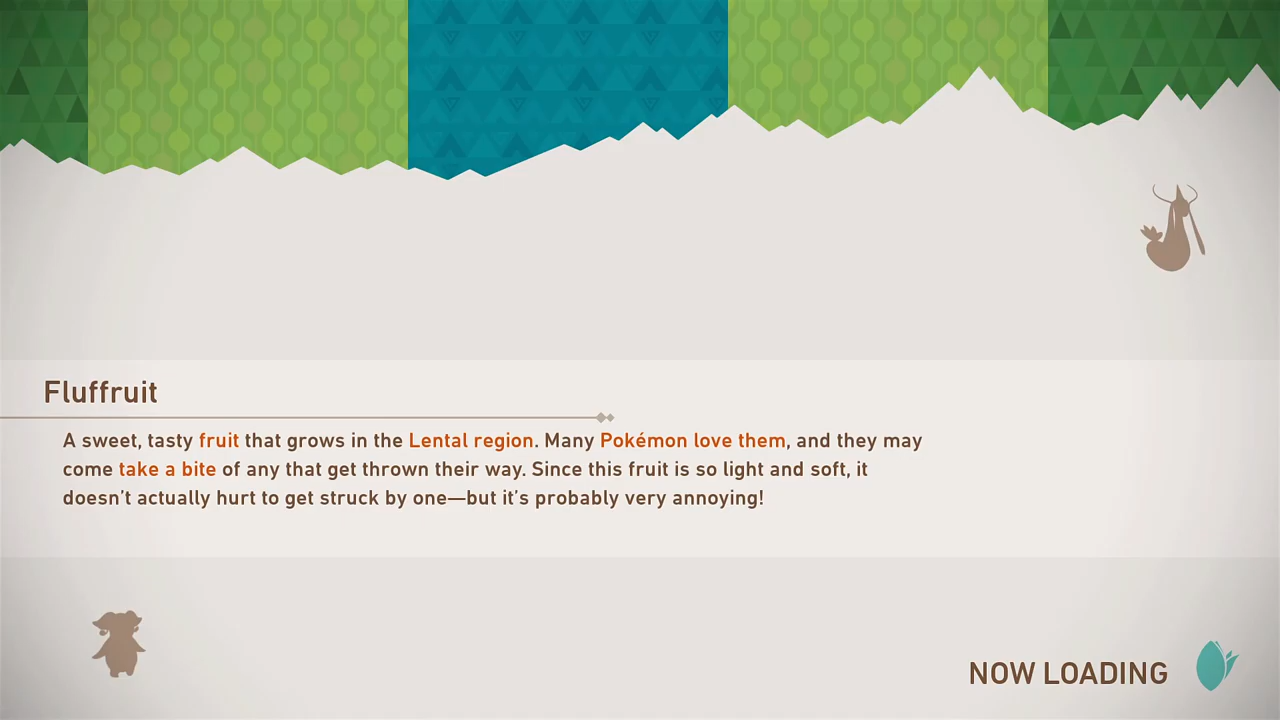 Fluffruit
A sweet, tasty fruit that grows in the Lental region. Many Pokémon love them, and they may
come take a bite of any that get thrown their way. Since this fruit is so light and soft, it
doesn’t actually hurt to get struck by one—but it’s probably very annoying!
NOW LOADING